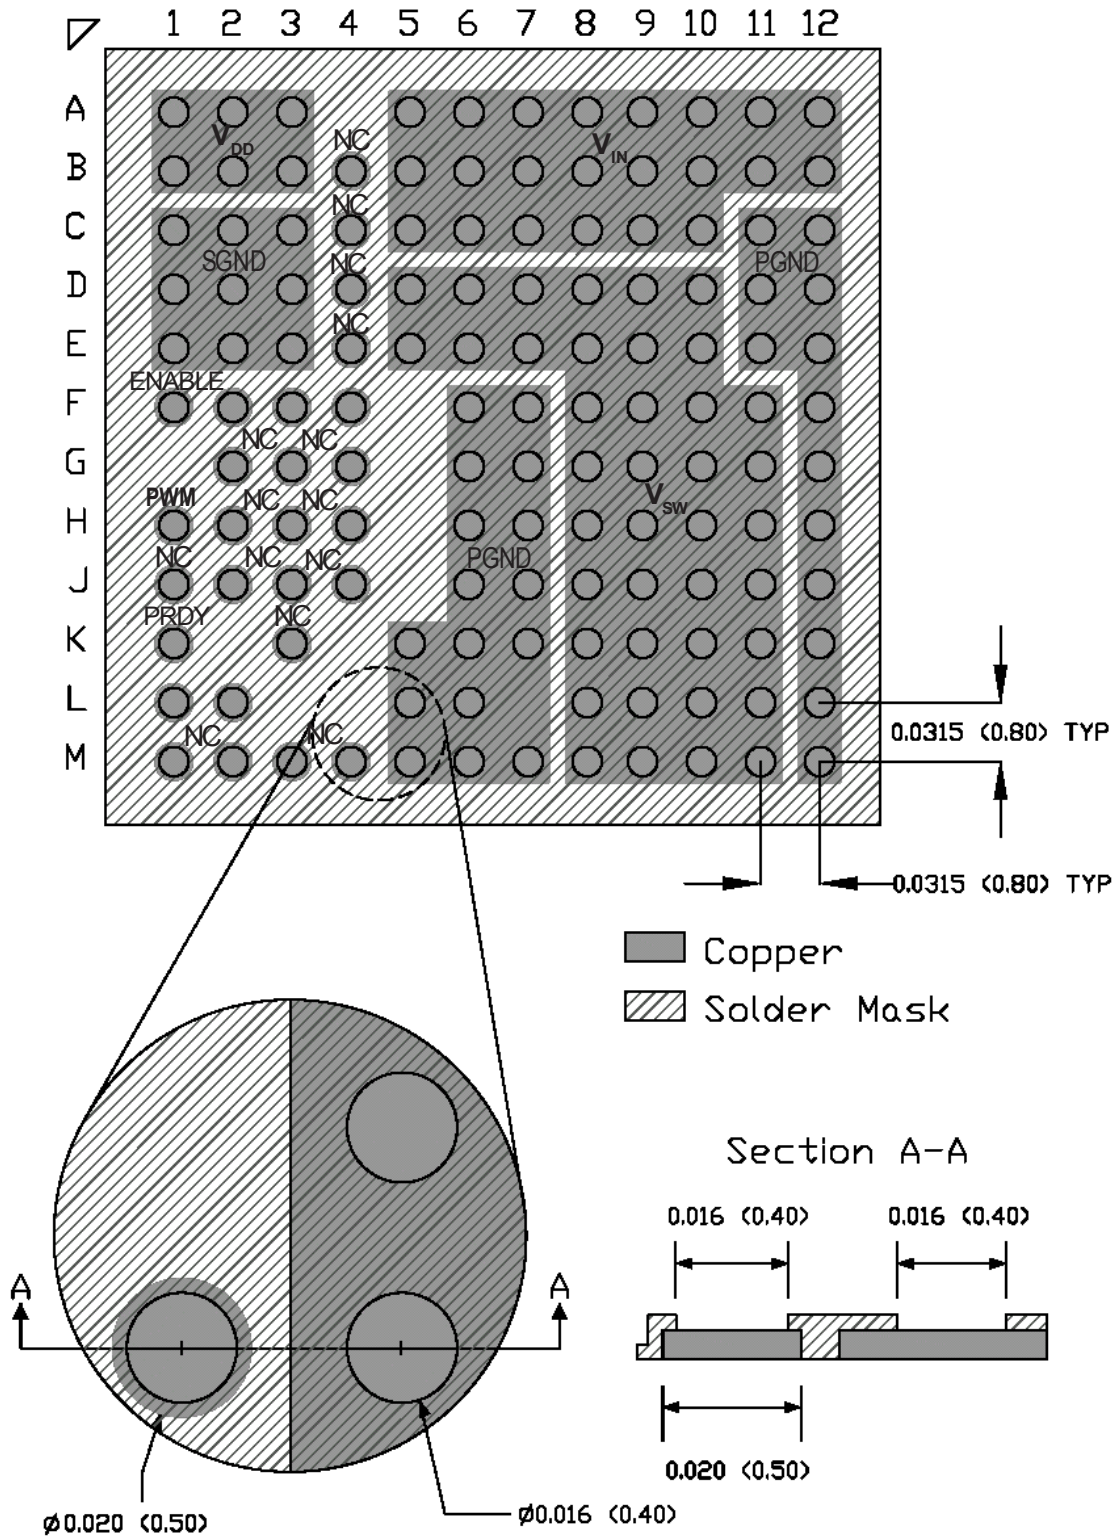 1 2 3 4 5 6 7 8 9 10 11 12
A
VDD
NC
VIN
B
NC
C
SGND
NC
PGND
D
NC
E
ENABLE
F
NC NC
G
PWM
NC NC
VSW
H
NC
NC NC
PGND
J
PRDY
NC
K
L
NC
NC
M
0.0315 (0.80) TYP
0.0315 (0.80) TYP
Copper
Solder Mask
Section A-A
0.016 (0.40) 0.016 (0.40)
A A
0.020 (0.50)
Ø0.020 (0.50)
Ø0.016 (0.40)